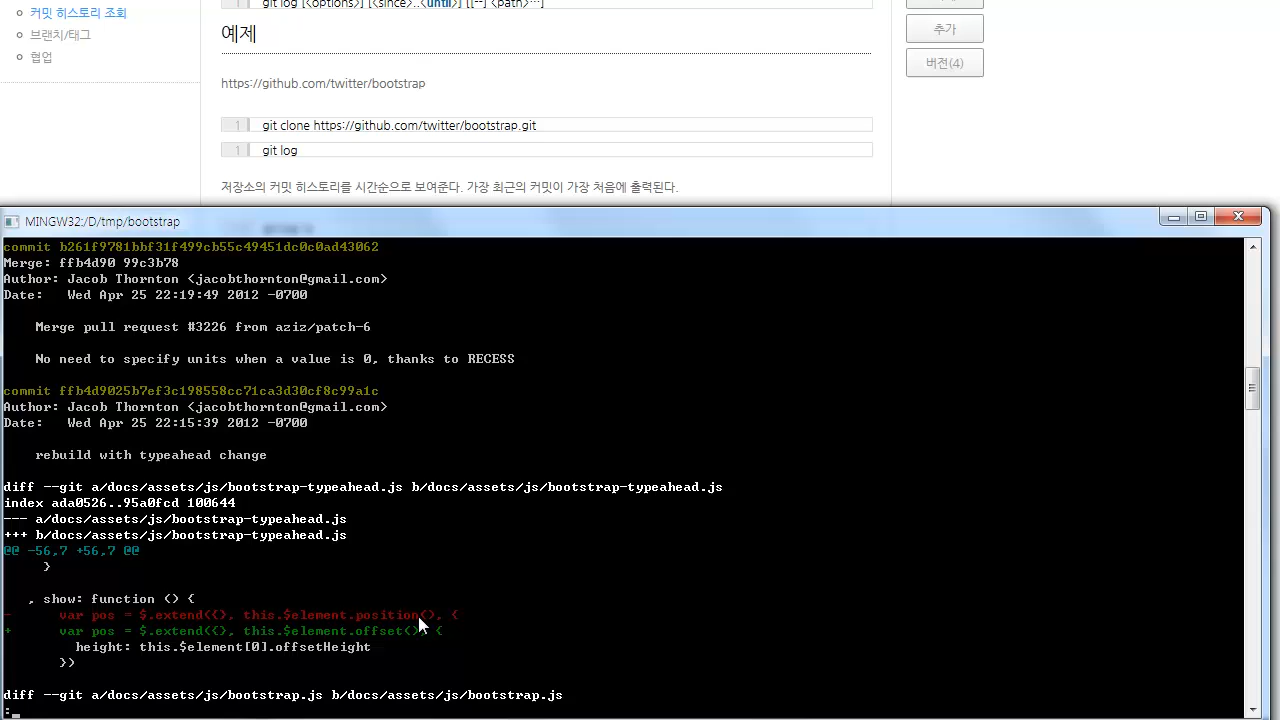 git log [<options>] [<since>..<until>] [[--] <path>…]
커밋 히스토리 조회
브랜치/태그
협업
예제
추가
버전(4)
https://github.com/twitter/bootstrap
1 git clone https://github.com/twitter/bootstrap.git
1 git log
저장소의 커밋 히스토리를 시간순으로 보여준다. 가장 최근의 커밋이 가장 처음에 출력된다.
MINGW32:/D/tmp/bootstrap
commit b261f9781bbf31f499cb55c49451dc0c0ad43062
Merge: ffb4d90 99c3b78
Author: Jacob Thornton <jacobthornton@gmail.com>
Date:   Wed Apr 25 22:19:49 2012 -0700
Merge pull request #3226 from aziz/patch-6
No need to specify units when a value is 0, thanks to RECESS
commit ffb4d9025b7ef3c198558cc71ca3d30cf8c99a1c
Author: Jacob Thornton <jacobthornton@gmail.com>
Date:   Wed Apr 25 22:15:39 2012 -0700
rebuild with typeahead change
diff --git a/docs/assets/js/bootstrap-typeahead.js b/docs/assets/js/bootstrap-typeahead.js
index ada0526..95a0fcd 100644
--- a/docs/assets/js/bootstrap-typeahead.js
+++ b/docs/assets/js/bootstrap-typeahead.js
@@ -56,7 +56,7 @@
}
, show: function () {
-      var pos = $.extend({}, this.$element.position(), {
+      var pos = $.extend({}, this.$element.offset(), {
height: this.$element[0].offsetHeight
})
diff --git a/docs/assets/js/bootstrap.js b/docs/assets/js/bootstrap.js
: